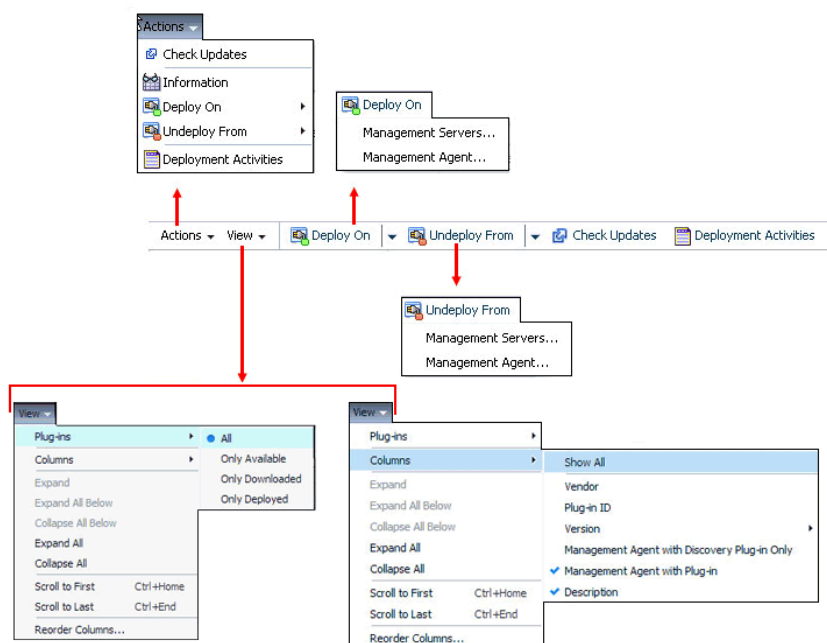 Actions
Check Updates
Information
Deploy On
Undeploy From
Deployment Activities
Deploy On
Management Servers...
Management Agent...
Actions View Deploy On Undeploy From Check Updates Deployment Activities
Undeploy From
Management Servers...
Management Agent...
View
Plug-ins
Columns
Expand
Expand All Below
Collapse All Below
Expand All
Collapse All
Scroll to First Ctrl+Home
Scroll to Last Ctrl+End
Reorder Columns...
All
Only Available
Only Downloaded
Only Deployed
View
Plug-ins
Columns
Expand
Expand All Below
Collapse All Below
Expand All
Collapse All
Scroll to First Ctrl+Home
Scroll to Last Ctrl+End
Reorder Columns...
Show All
Vendor
Plug-in ID
Version
Management Agent with Discovery Plug-in Only
Management Agent with Plug-in
Description